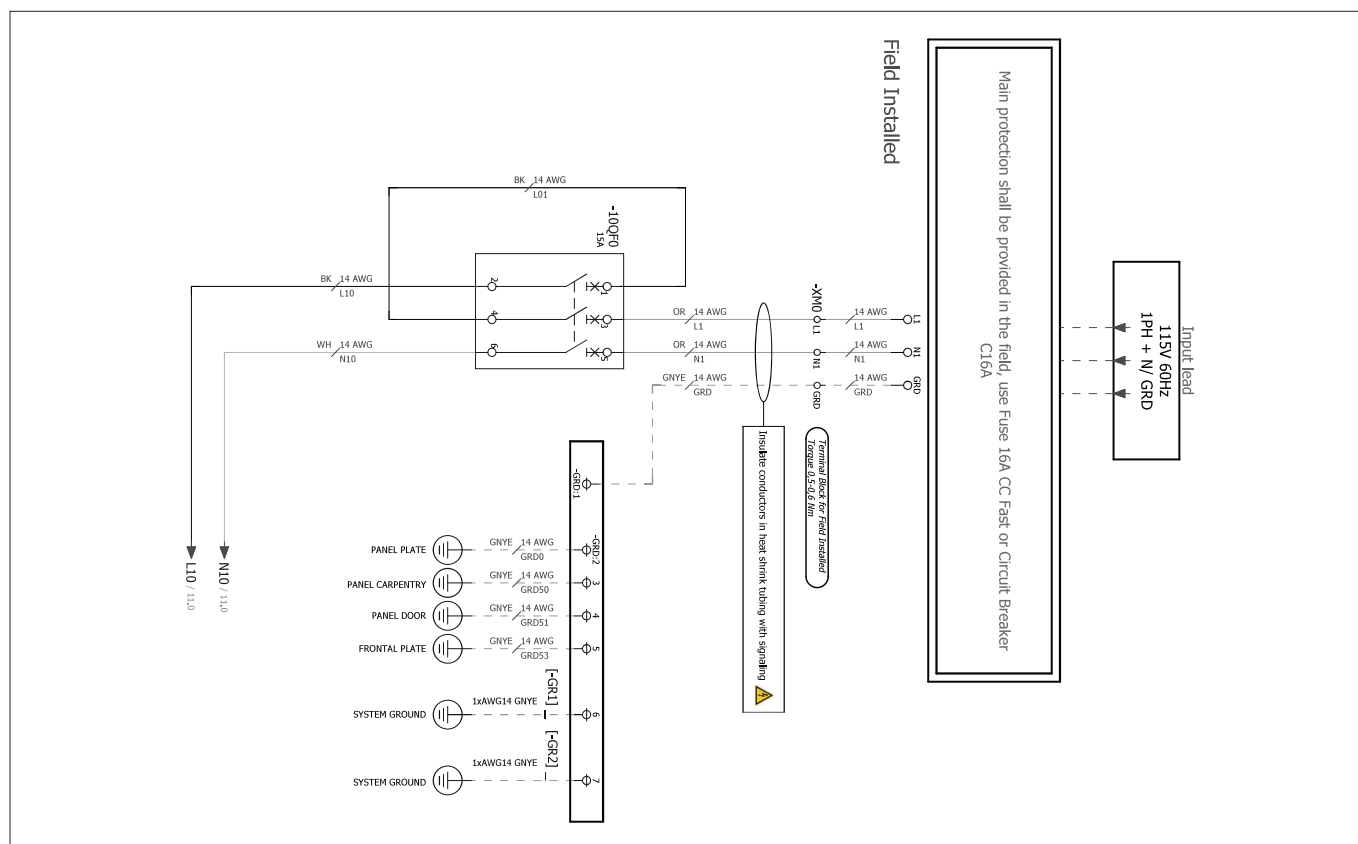 Input lead
115V 60Hz
1PH + N/ GRD
Main protection shall be provided in the field, use Fuse 16A CC Fast or Circuit Breaker
C16A
Field Installed
L1
N1
GRD
14 AWG
L1
14 AWG
N1
14 AWG
GRD
-XM0
L1
N1
GRD
Terminal Block for Field Installed
Torque 0,5-0,6 Nm
Insulate conductors in heat shrink tubing with signaling
OR 14 AWG
L1
OR 14 AWG
N1
GNYE 14 AWG
GRD
-10QF0
15A
1
3
5
2
4
6
BK 14 AWG
L01
BK 14 AWG
L10
WH 14 AWG
N10
N10 / 11.0
L10 / 11.0
-GRD:1
-GRD:2
3
4
5
6
7
PANEL PLATE
GNYE 14 AWG
GRD0
PANEL CARPENTRY
GNYE 14 AWG
GRD50
PANEL DOOR
GNYE 14 AWG
GRD51
FRONTAL PLATE
GNYE 14 AWG
GRD53
[-GR1]
SYSTEM GROUND
1xAWG14 GNYE
[-GR2]
SYSTEM GROUND
1xAWG14 GNYE